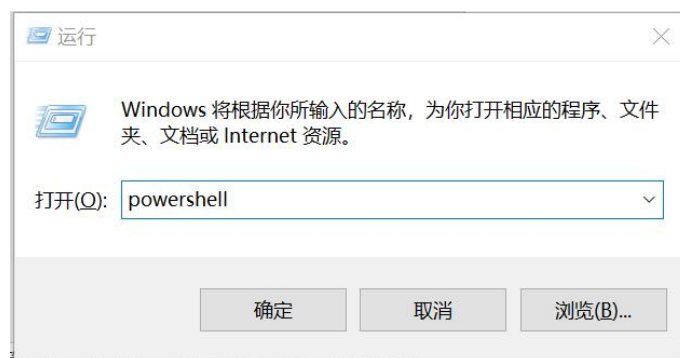 运行
Windows 将根据你所输入的名称，为你打开相应的程序、文件
夹、文档或 Internet 资源。
打开(O): powershell
确定 取消 浏览(B)...